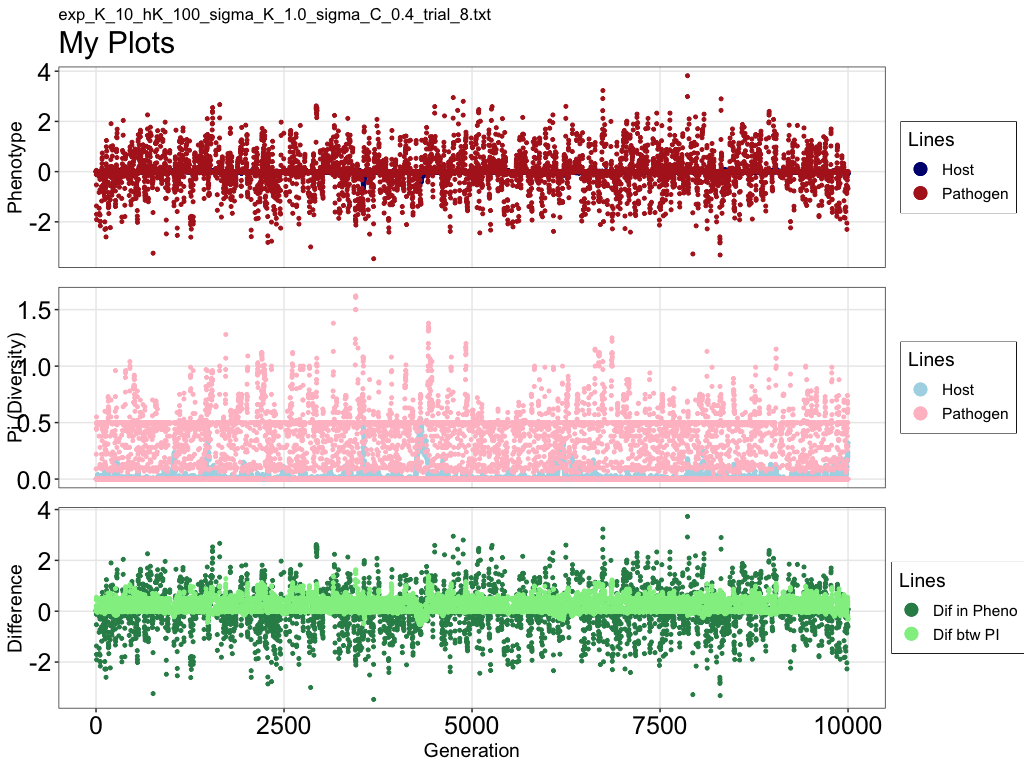 exp_K_10_hK_100_sigma_K_1.0_sigma_C_0.4_trial_8.txt
My Plots
Phenotype
4
2
0
-2
Lines
Host
Pathogen
Pi (Diversity)
1.5
1.0
0.5
0.0
Lines
Host
Pathogen
Difference
4
2
0
-2
Lines
Dif in Pheno
Dif btw PI
0 2500 5000 7500 10000
Generation